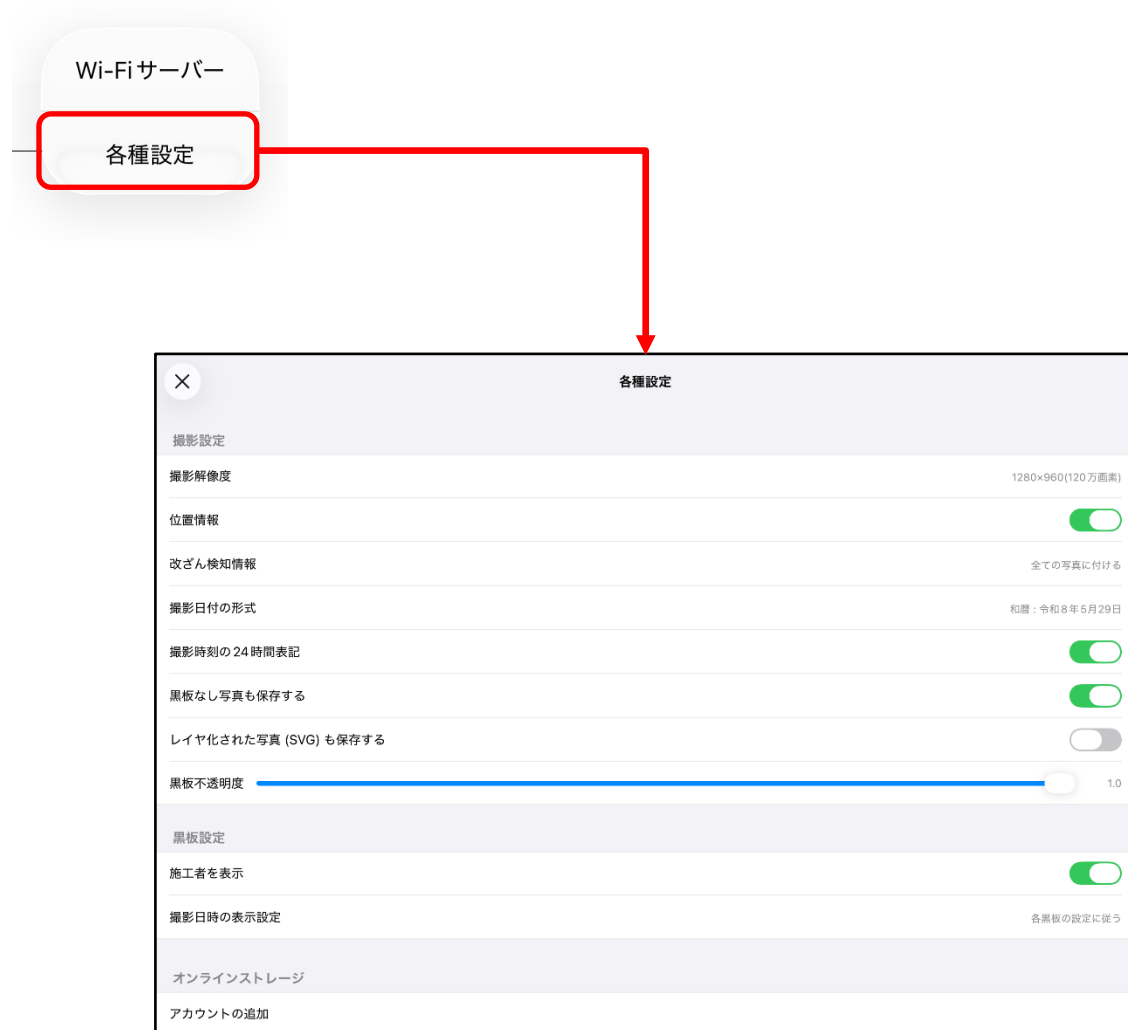 Wi-Fiサーバー
各種設定
各種設定
撮影設定
撮影解像度 1280×960(120万画素)
位置情報
改ざん検知情報 全ての写真に付ける
撮影日付の形式 和暦 : 令和8年5月29日
撮影時刻の24時間表記
黒板なし写真も保存する
レイヤ化された写真 (SVG) も保存する
黒板不透明度 1.0
黒板設定
施工者を表示
撮影日時の表示設定 各黒板の設定に従う
オンラインストレージ
アカウントの追加